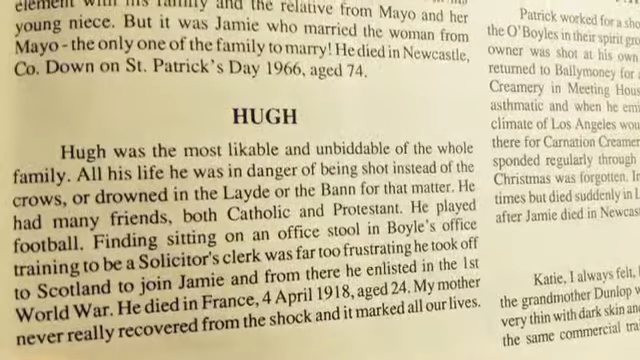 element with his family and the relative from Mayo and her
young niece. But it was Jamie who married the woman from
Mayo - the only one of the family to marry! He died in Newcastle,
Co. Down on St. Patrick's Day 1966, aged 74.
HUGH
Hugh was the most likable and unbiddable of the whole
family. All his life he was in danger of being shot instead of the
crows, or drowned in the Layde or the Bann for that matter. He
had many friends, both Catholic and Protestant. He played
football. Finding sitting on an office stool in Boyle's office
training to be a Solicitor's clerk was far too frustrating he took off
to Scotland to join Jamie and from there he enlisted in the 1st
World War. He died in France, 4 April 1918, aged 24. My mother
never really recovered from the shock and it marked all our lives.
Patrick worked for a
the O'Boyles in their spirit
owner was shot at his own
returned to Ballymoney for
Creamery in Meeting
asthmatic and when he
climate of Los Angeles
there for Carnation
sponded regularly through
Christmas was forgotten.
times but died suddenly in
after Jamie died in
Katie, I always felt,
the grandmother Dunlop
very thin with dark skin
the same commercial